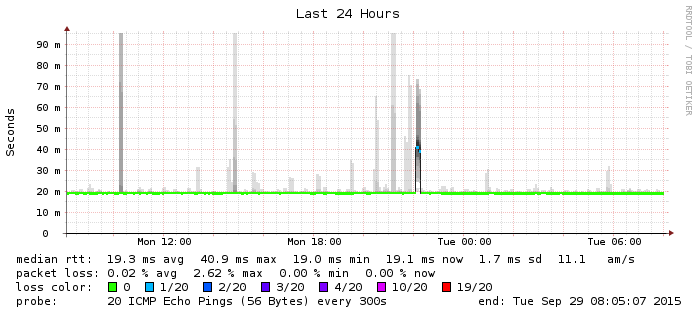 Last 24 Hours
RRDTOOL / TOBI OETIKER
Seconds
90 m
80 m
70 m
60 m
50 m
40 m
30 m
20 m
10 m
0
Mon 12:00 Mon 18:00 Tue 00:00 Tue 06:00
median rtt: 19.3 ms avg 40.9 ms max 19.0 ms min 19.1 ms now 1.7 ms sd 11.1 am/s
packet loss: 0.02 % avg 2.62 % max 0.00 % min 0.00 % now
loss color: 0 1/20 2/20 3/20 4/20 10/20 19/20
probe: 20 ICMP Echo Pings (56 Bytes) every 300s end: Tue Sep 29 08:05:07 2015